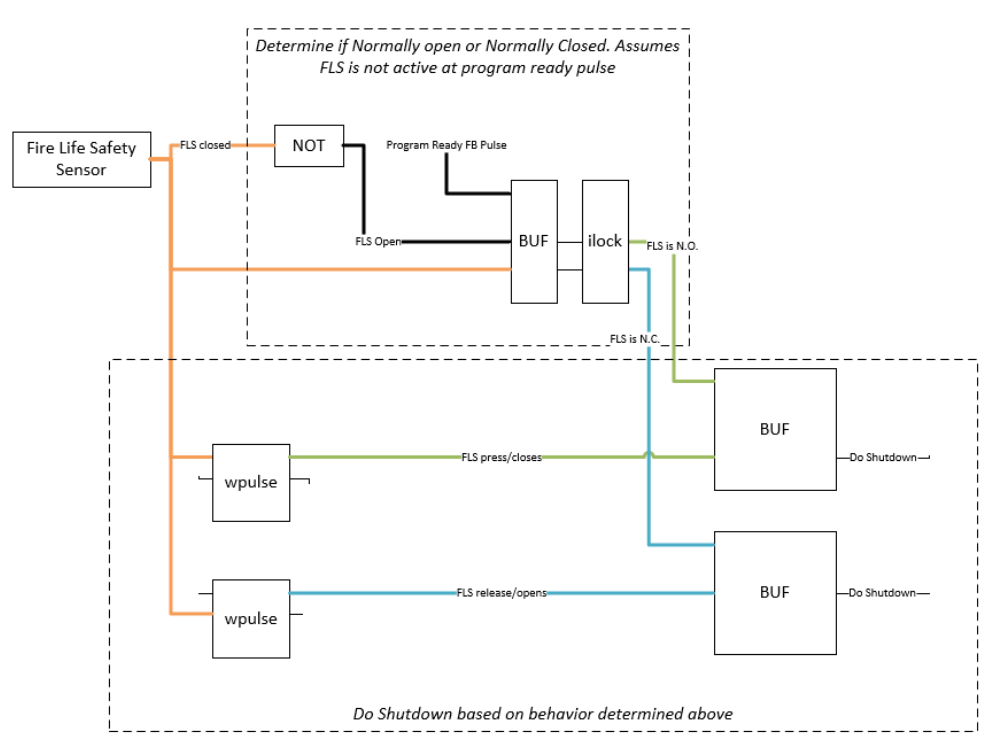 Determine if Normally open or Normally Closed. Assumes
FLS is not active at program ready pulse
Fire Life Safety
Sensor
FLS closed
NOT
Program Ready FB Pulse
FLS Open
BUF
ilock
FLS is N.O.
FLS is N.C.
BUF
Do Shutdown
wpulse
FLS press/closes
BUF
Do Shutdown
wpulse
FLS release/opens
Do Shutdown based on behavior determined above